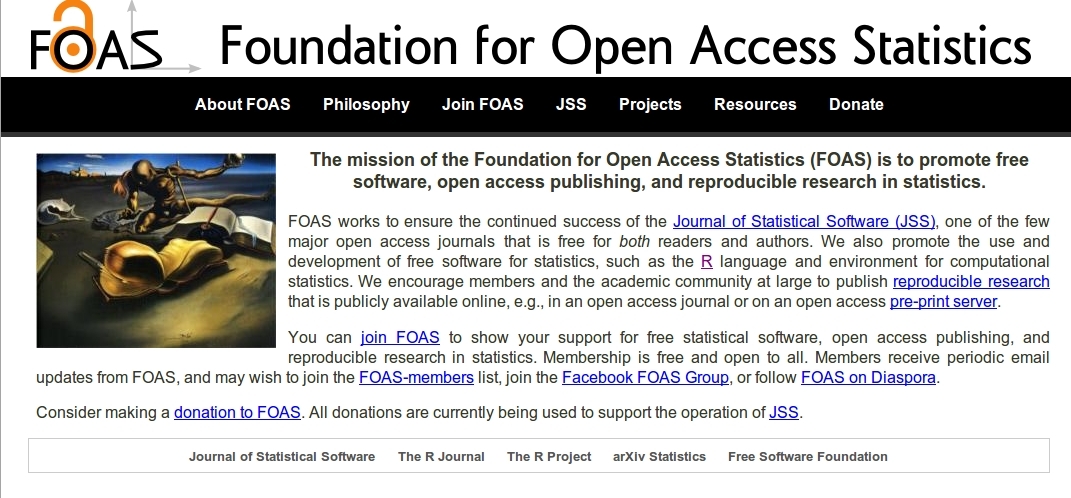 FOAS
Foundation for Open Access Statistics
About FOAS Philosophy Join FOAS JSS Projects Resources Donate
The mission of the Foundation for Open Access Statistics (FOAS) is to promote free
software, open access publishing, and reproducible research in statistics.
FOAS works to ensure the continued success of the Journal of Statistical Software (JSS), one of the few
major open access journals that is free for both readers and authors. We also promote the use and
development of free software for statistics, such as the R language and environment for computational
statistics. We encourage members and the academic community at large to publish reproducible research
that is publicly available online, e.g., in an open access journal or on an open access pre-print server.
You can join FOAS to show your support for free statistical software, open access publishing, and
reproducible research in statistics. Membership is free and open to all. Members receive periodic email
updates from FOAS, and may wish to join the FOAS-members list, join the Facebook FOAS Group, or follow FOAS on Diaspora.
Consider making a donation to FOAS. All donations are currently being used to support the operation of JSS.
Journal of Statistical Software The R Journal The R Project arXiv Statistics Free Software Foundation